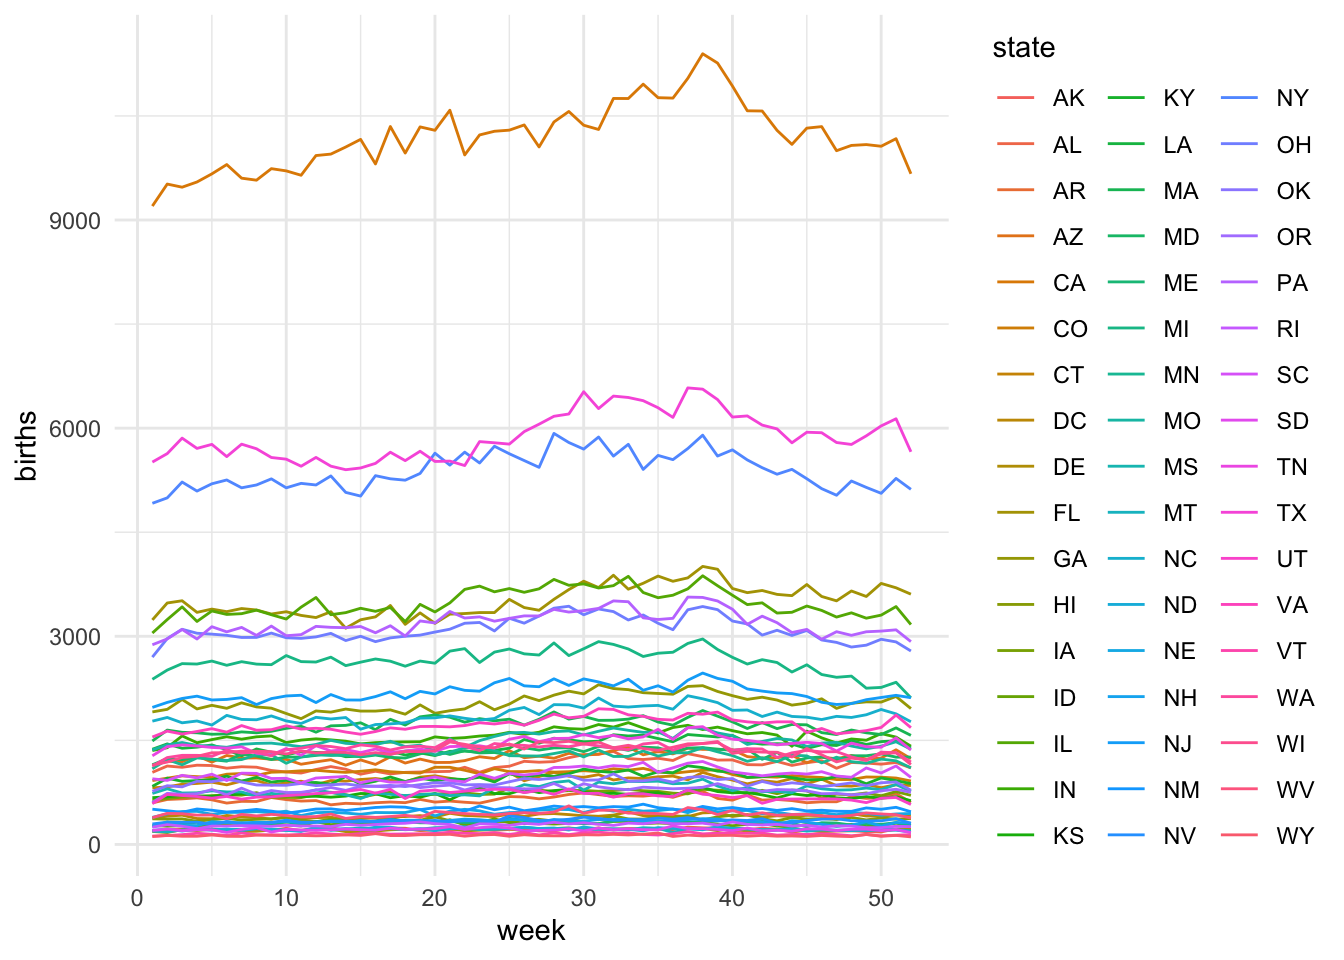 state
AK KY NY
AL LA OH
AR MA OK
AZ MD OR
CA ME PA
CO MI RI
CT MN SC
DC MO SD
DE MS TN
FL MT TX
GA NC UT
HI ND VA
IA NE VT
ID NH WA
IL NJ WI
IN NM WV
KS NV WY
births
9000
6000
3000
0
0 10 20 30 40 50
week